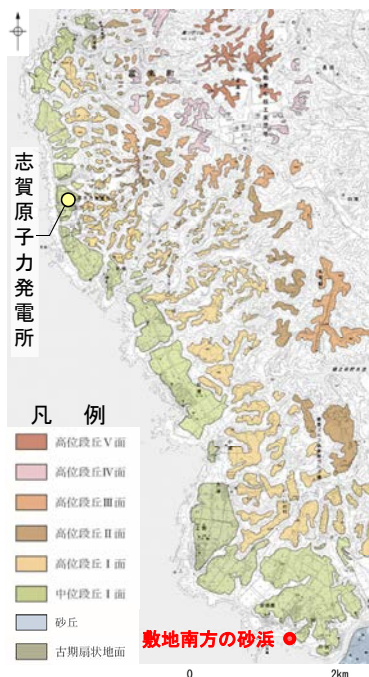 志賀原子力発電所
凡 例
高位段丘Ⅴ面
高位段丘Ⅳ面
高位段丘Ⅲ面
高位段丘Ⅱ面
高位段丘Ⅰ面
中位段丘Ⅰ面
砂丘
古期扇状地面
敷地南方の砂浜
0 2km